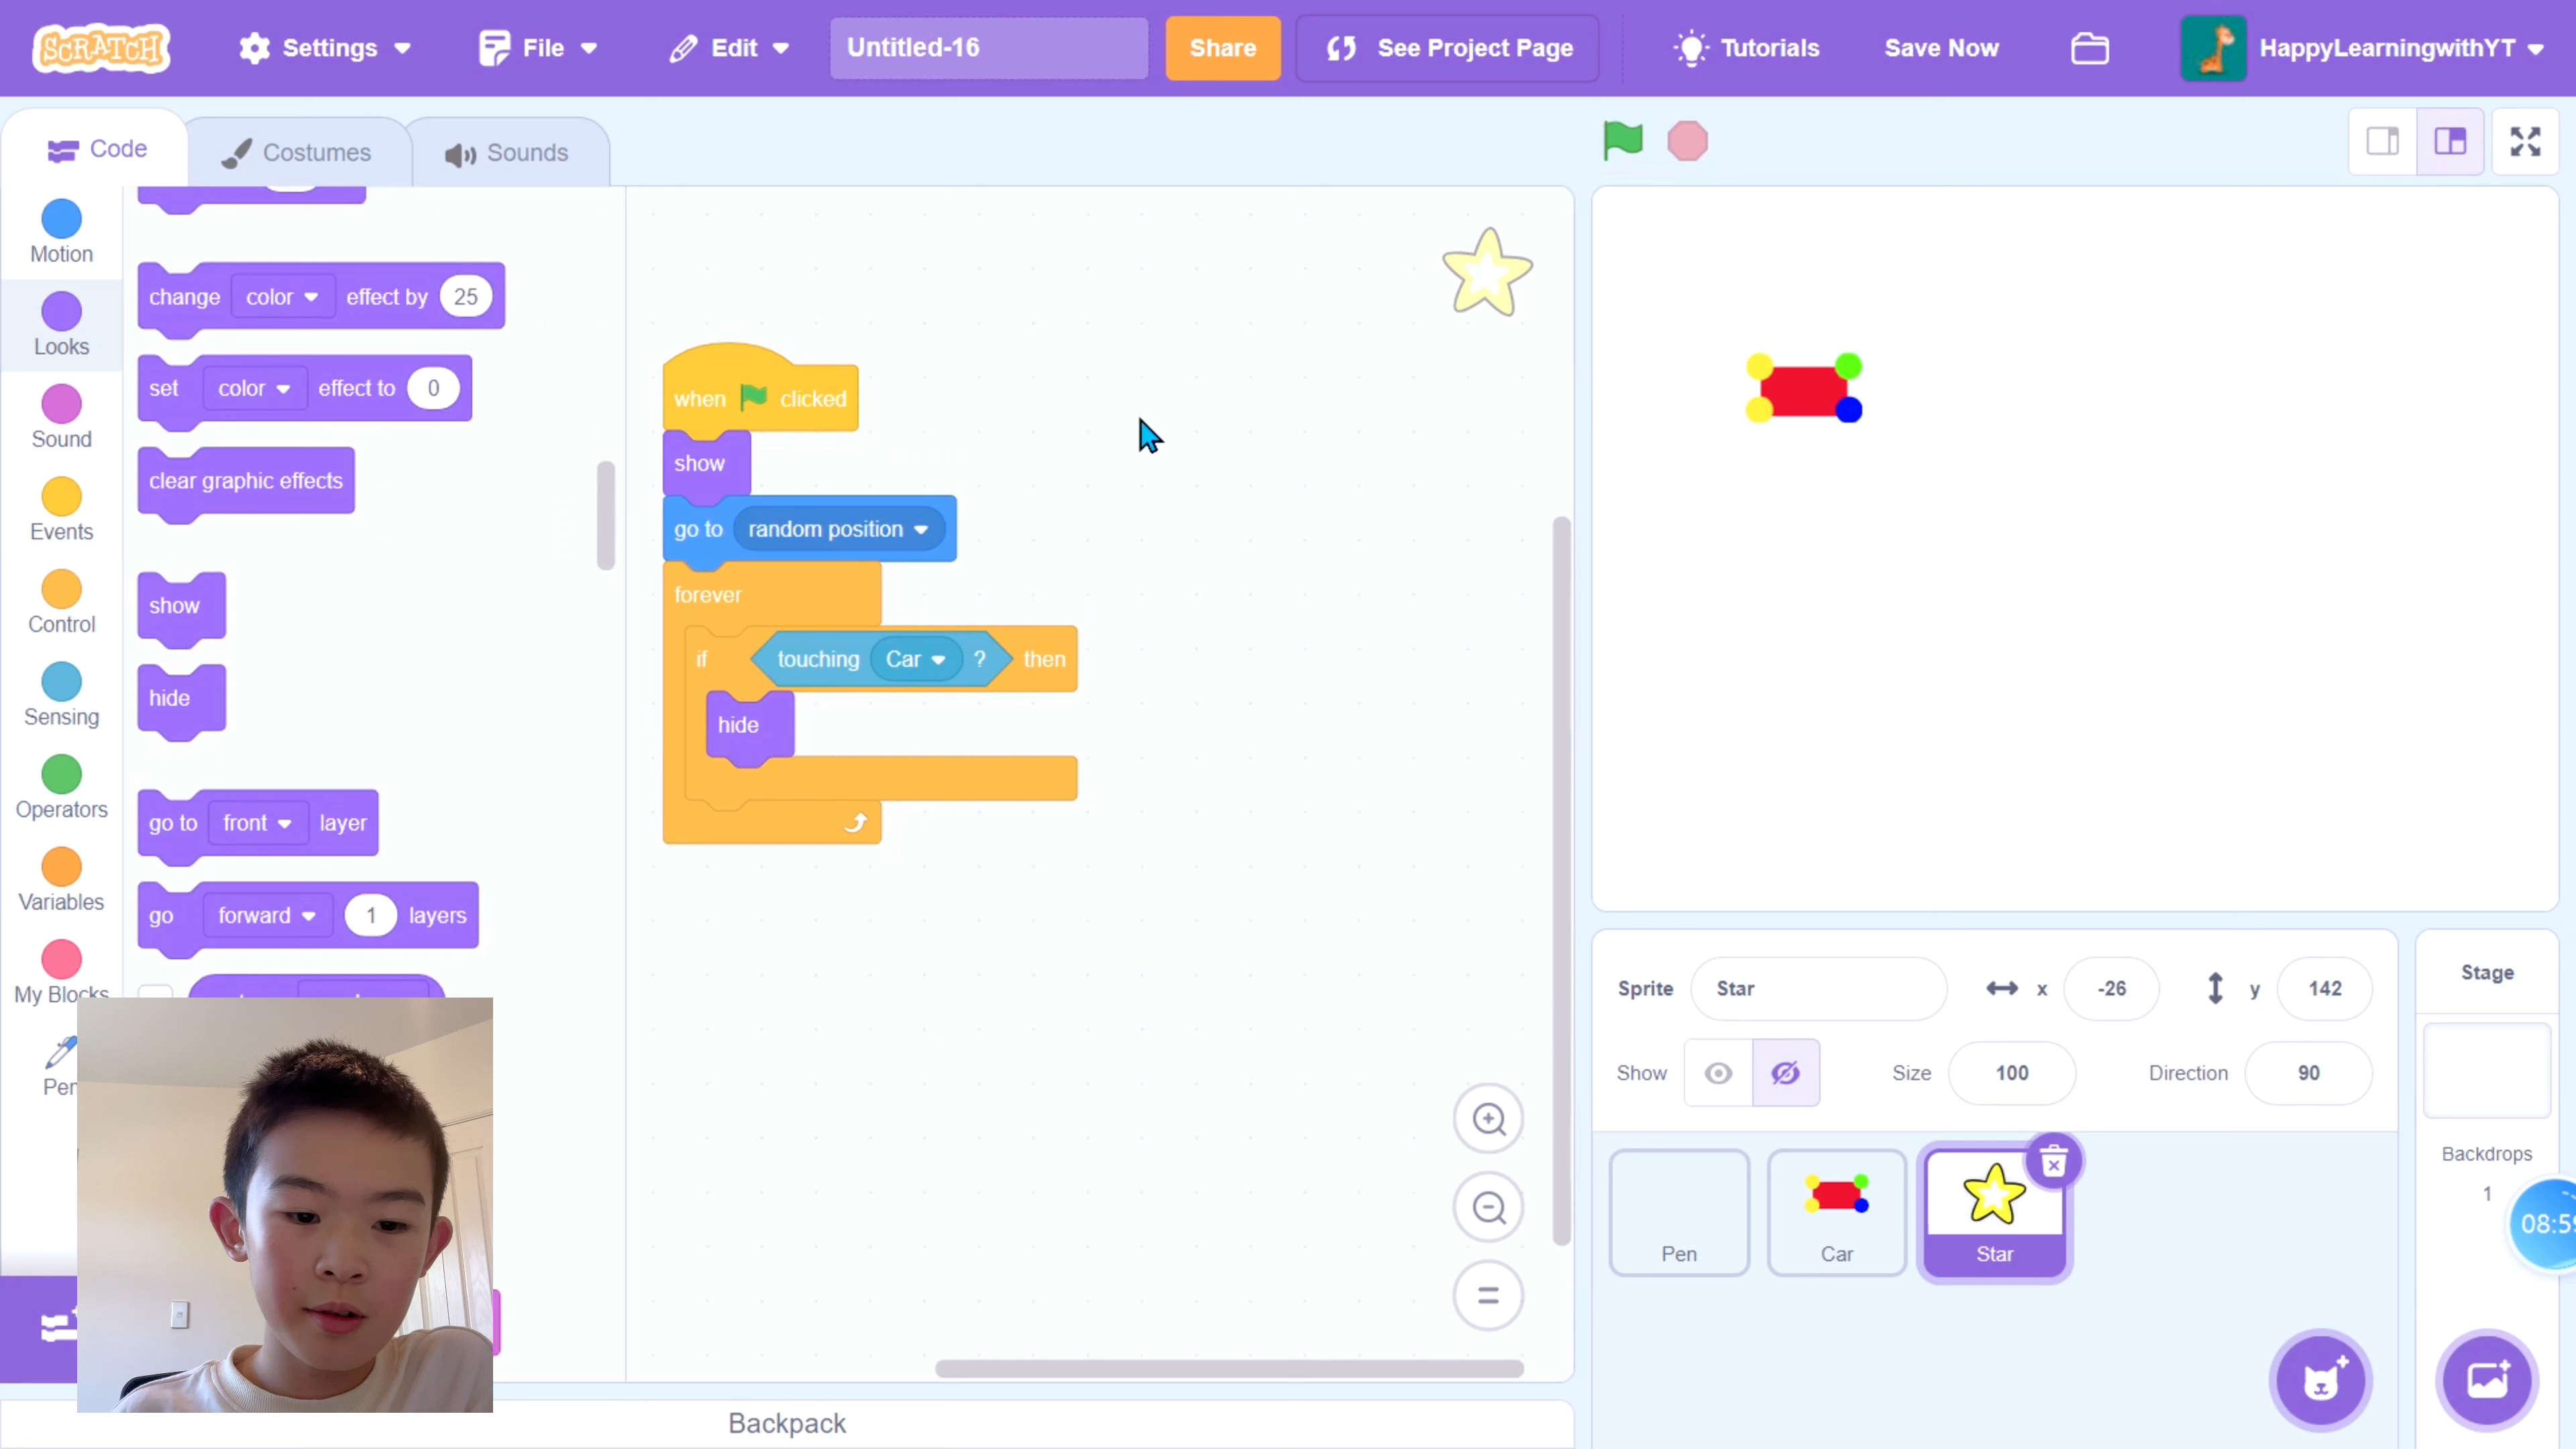 SCRATCH Settings File Edit Untitled-16 Share See Project Page Tutorials Save Now HappyLearningwithYT
Code Costumes Sounds
Motion
Looks
Sound
Events
Control
Sensing
Operators
Variables
My Blocks
Pen
change color effect by 25
set color effect to 0
clear graphic effects
show
hide
go to front layer
go forward 1 layers
when clicked
show
go to random position
forever
if touching Car ? then
hide
Backpack
Sprite Star x -26 y 142
Show Size 100 Direction 90
Pen
Car
Star
Stage
Backdrops
1